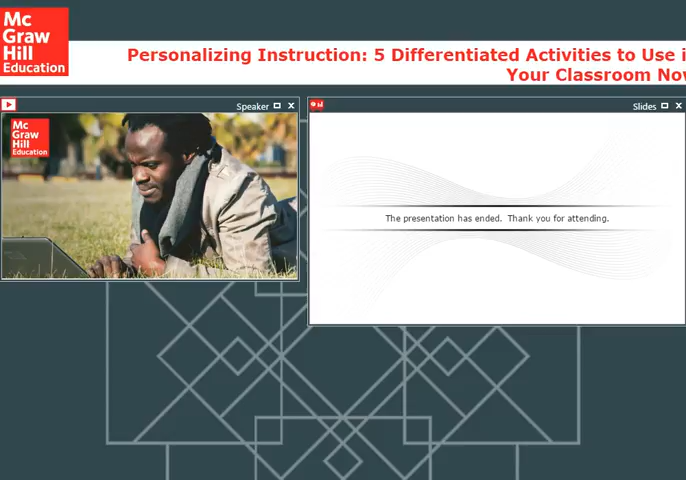 Mc
Graw
Hill
Education
Personalizing Instruction: 5 Differentiated Activities to Use i
Your Classroom Nov
Speaker
Mc
Graw
Hill
Education
Slides
The presentation has ended. Thank you for attending.